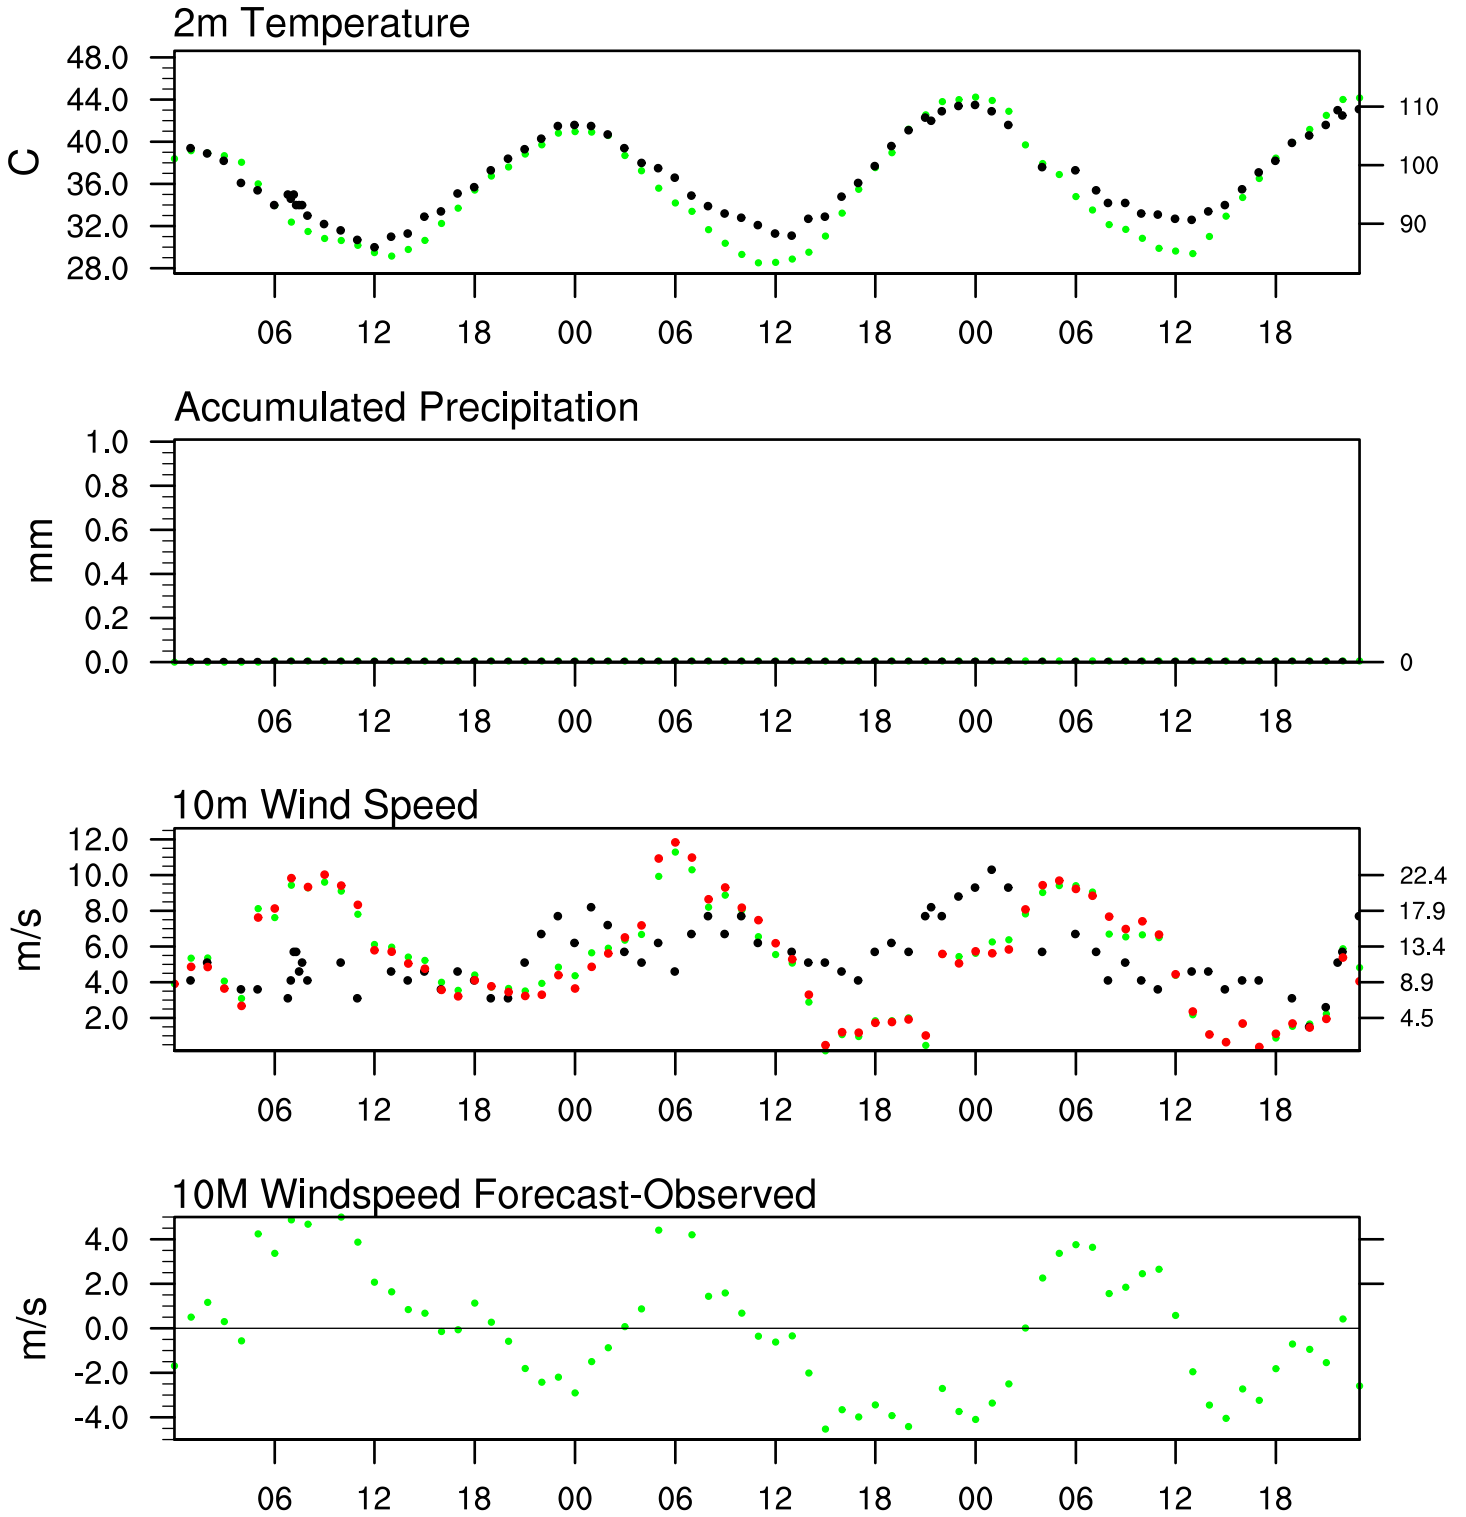 2m Temperature
48.0
44.0
40.0
36.0
32.0
28.0
C
110
100
90
06 12 18 00 06 12 18 00 06 12 18
Accumulated Precipitation
1.0
0.8
0.6
0.4
0.2
0.0
mm
0
06 12 18 00 06 12 18 00 06 12 18
10m Wind Speed
12.0
10.0
8.0
6.0
4.0
2.0
m/s
22.4
17.9
13.4
8.9
4.5
06 12 18 00 06 12 18 00 06 12 18
10M Windspeed Forecast-Observed
4.0
2.0
0.0
-2.0
-4.0
m/s
06 12 18 00 06 12 18 00 06 12 18